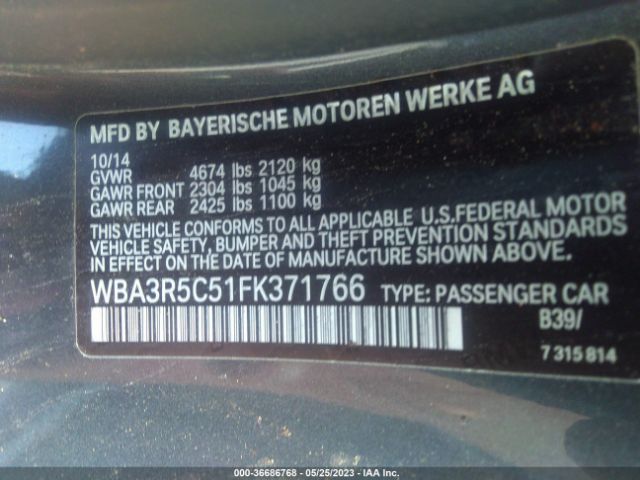 MFD BY BAYERISCHE MOTOREN WERKE AG
10/14
GVWR 4674 lbs 2120 kg
GAWR FRONT 2304 lbs 1045 kg
GAWR REAR 2425 lbs 1100 kg
THIS VEHICLE CONFORMS TO ALL APPLICABLE U.S.FEDERAL MOTOR
VEHICLE SAFETY, BUMPER AND THEFT PREVENTION STANDARDS
IN EFFECT ON THE DATE OF MANUFACTURE SHOWN ABOVE.
WBA3R5C51FK371766 TYPE: PASSENGER CAR
B39/
7 315 814
000-36686768 - 05/25/2023 - IAA Inc.